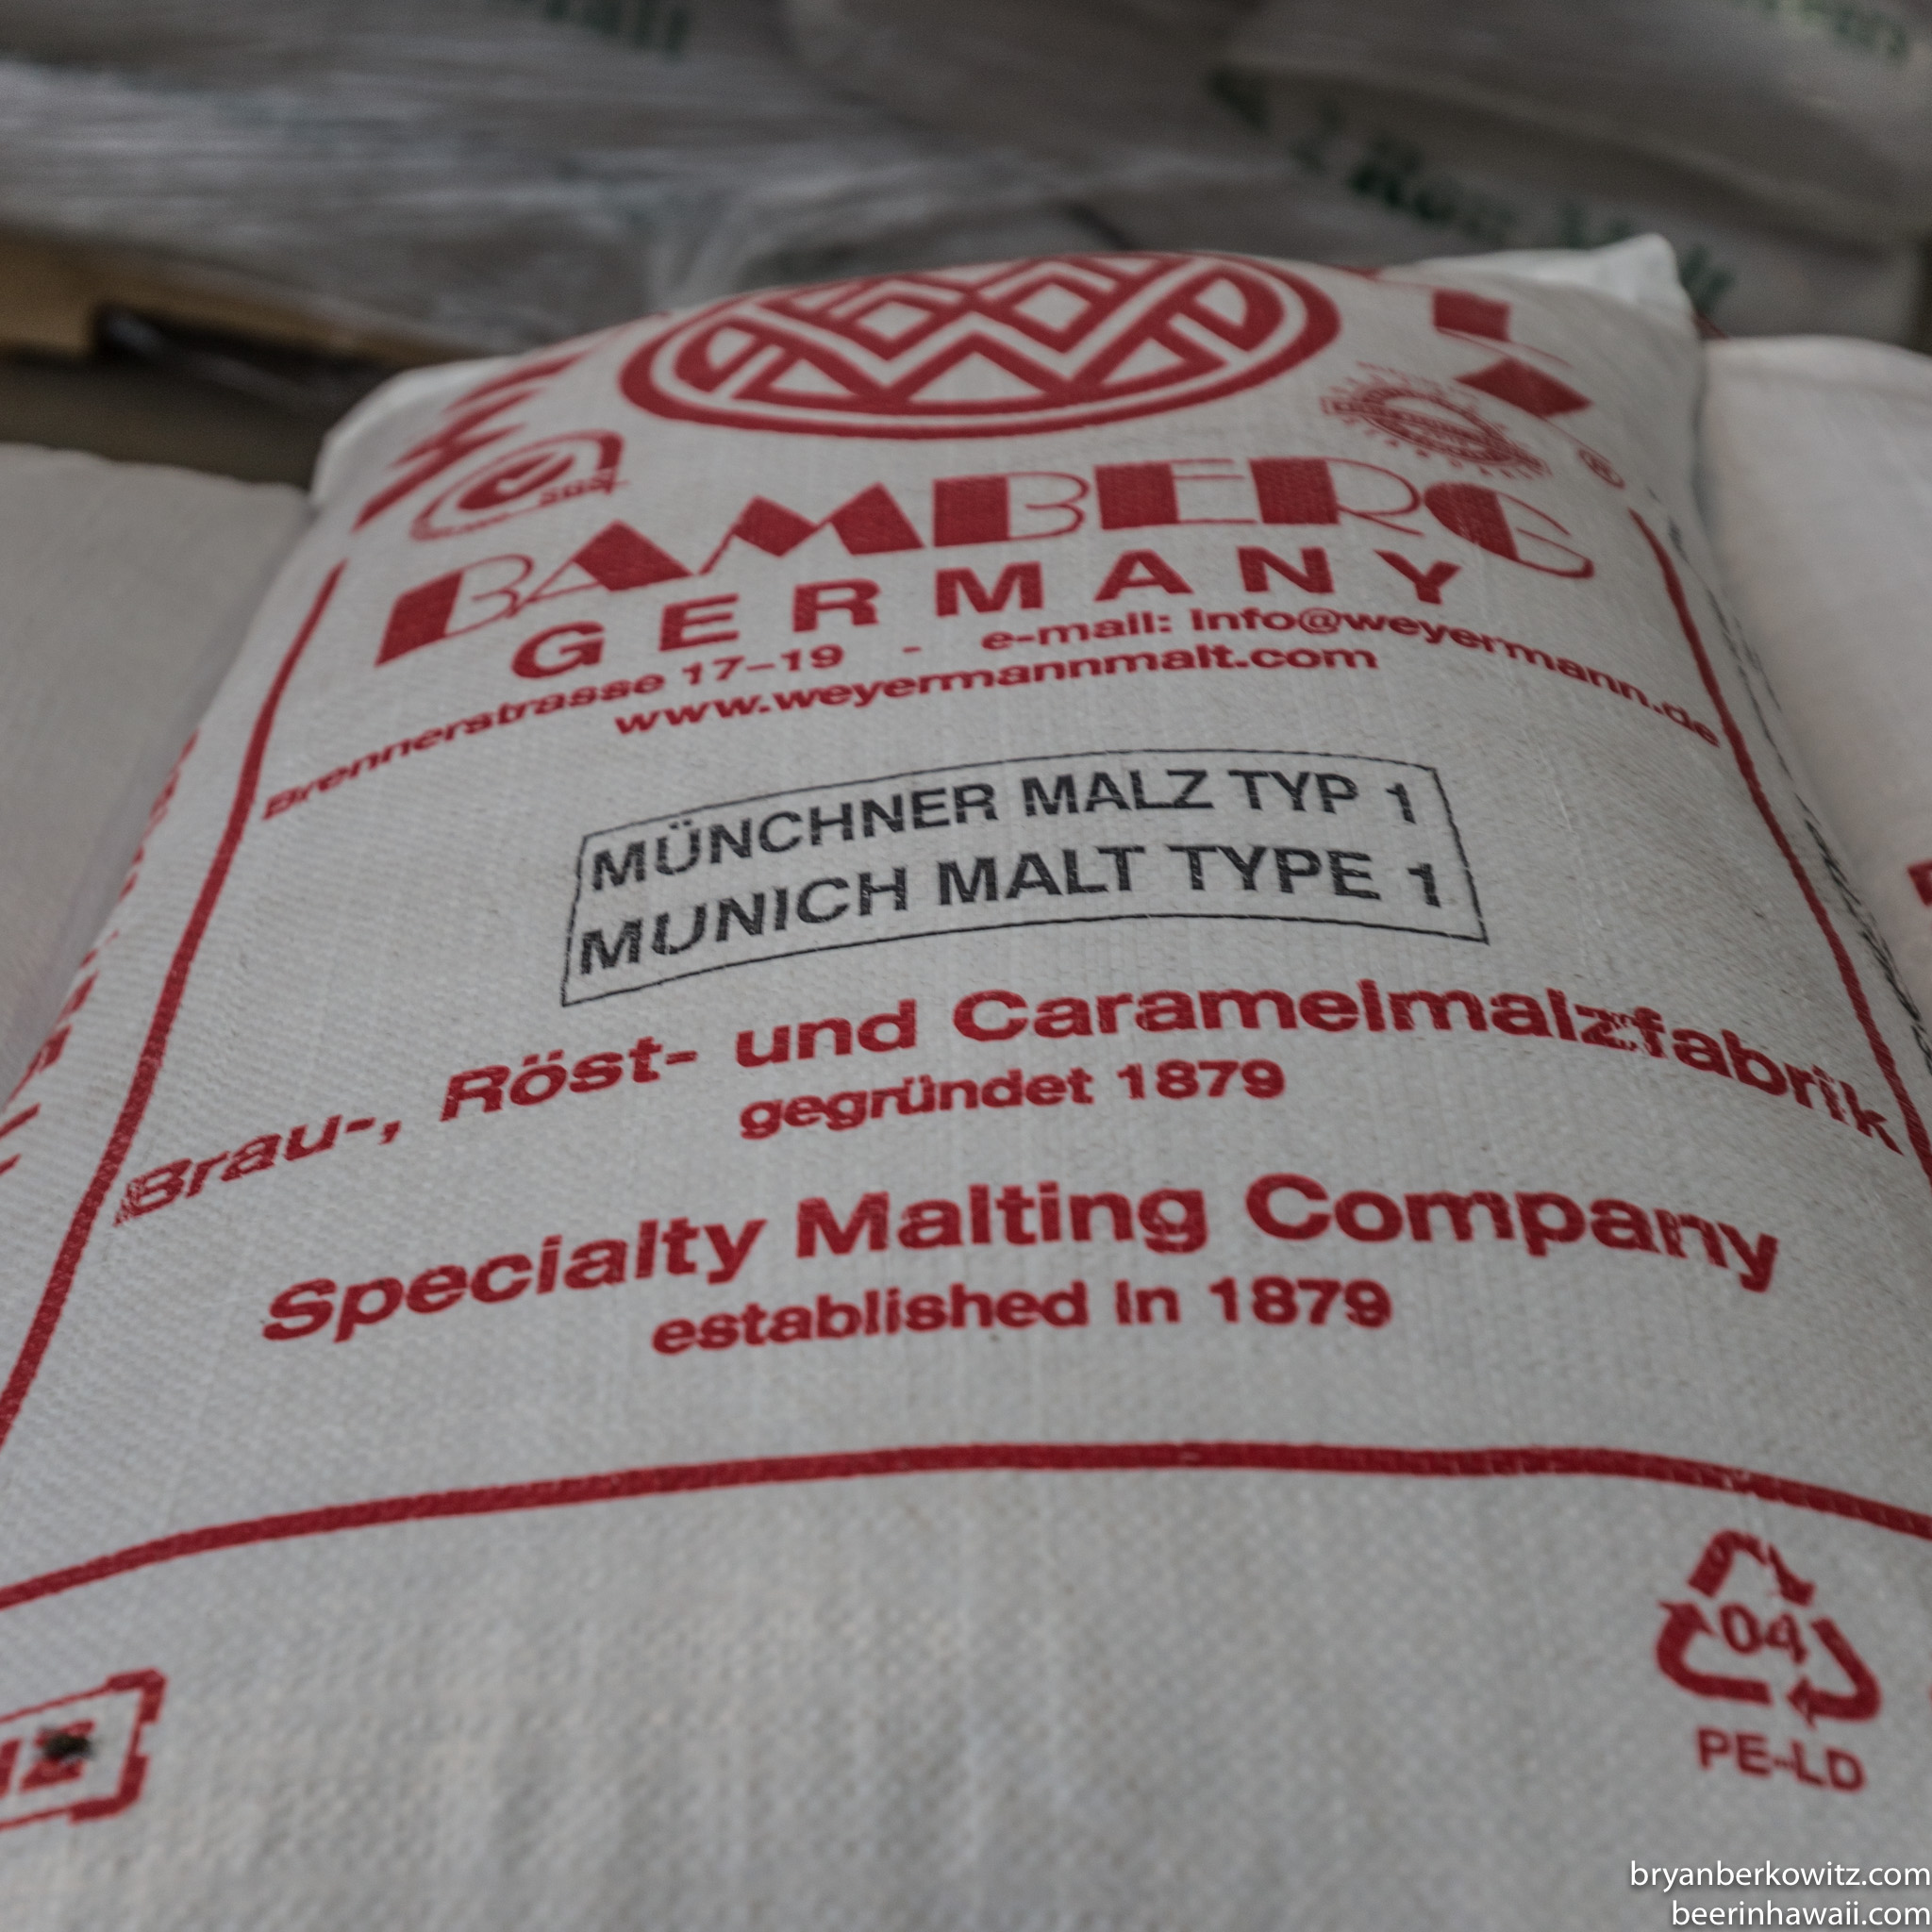 BAMBERG
GERMANY
Brennerstrasse 17-19 - e-mail: info@weyermann.de
www.weyermannmalt.com
MÜNCHNER MALZ TYP 1
MUNICH MALT TYPE 1
Brau-, Röst- und Caramelmalzfabrik
gegründet 1879
Specialty Malting Company
established in 1879
04
PE-LD
bryanberkowitz.com
beerinhawaii.com